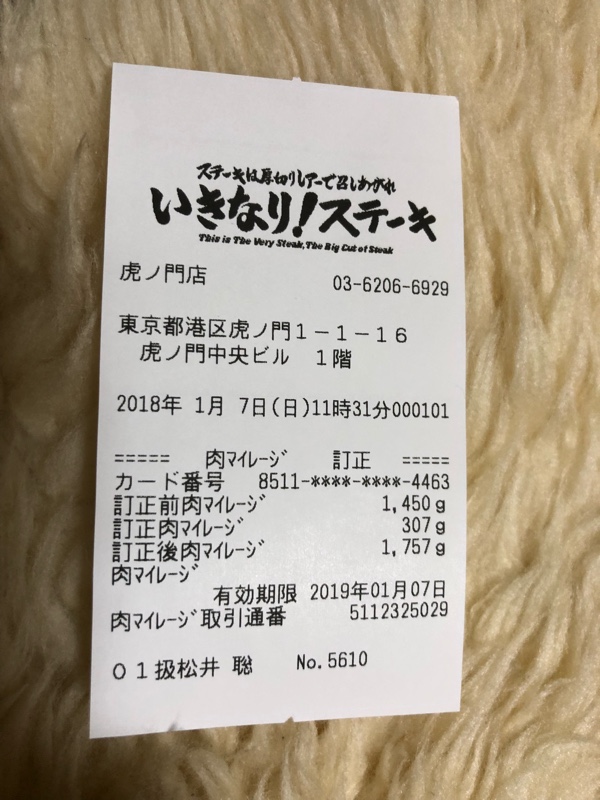 ステーキは厚切りレアーで召しあがれ
いきなり!ステーキ
This is The Very Steak, The Big Cut of Steak
虎ノ門店 03-6206-6929
東京都港区虎ノ門1－1－16
虎ノ門中央ビル 1階
2018年 1月 7日(日)11時31分000101
===== 肉ﾏｲﾚｰｼﾞ 訂正 =====
カード番号 8511-****-****-4463
訂正前肉ﾏｲﾚｰｼﾞ 1,450g
訂正肉ﾏｲﾚｰｼﾞ 307g
訂正後肉ﾏｲﾚｰｼﾞ 1,757g
肉ﾏｲﾚｰｼﾞ
有効期限 2019年01月07日
肉ﾏｲﾚｰｼﾞ取引通番 5112325029
01扱松井 聡 No.5610